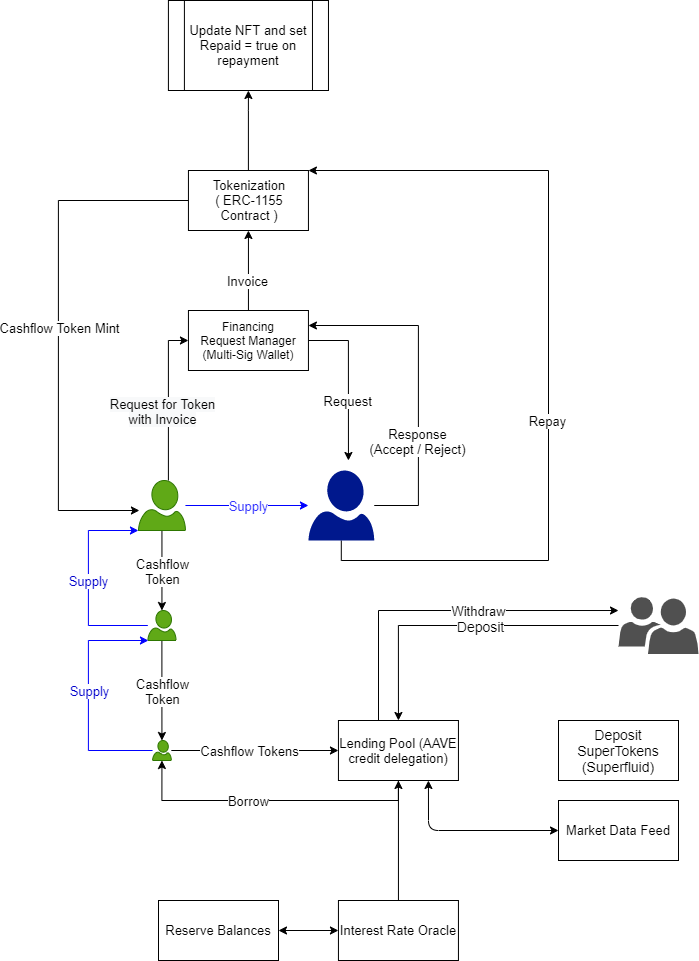 Update NFT and set
Repaid = true on
repayment
Tokenization
( ERC-1155
Contract )
Invoice
Cashflow Token Mint
Financing
Request Manager
(Multi-Sig Wallet)
Request for Token
with Invoice
Request
Response
(Accept / Reject)
Repay
Supply
Cashflow
Token
Supply
Withdraw
Deposit
Cashflow
Token
Supply
Cashflow Tokens
Lending Pool (AAVE
credit delegation)
Deposit
SuperTokens
(Superfluid)
Borrow
Market Data Feed
Reserve Balances
Interest Rate Oracle